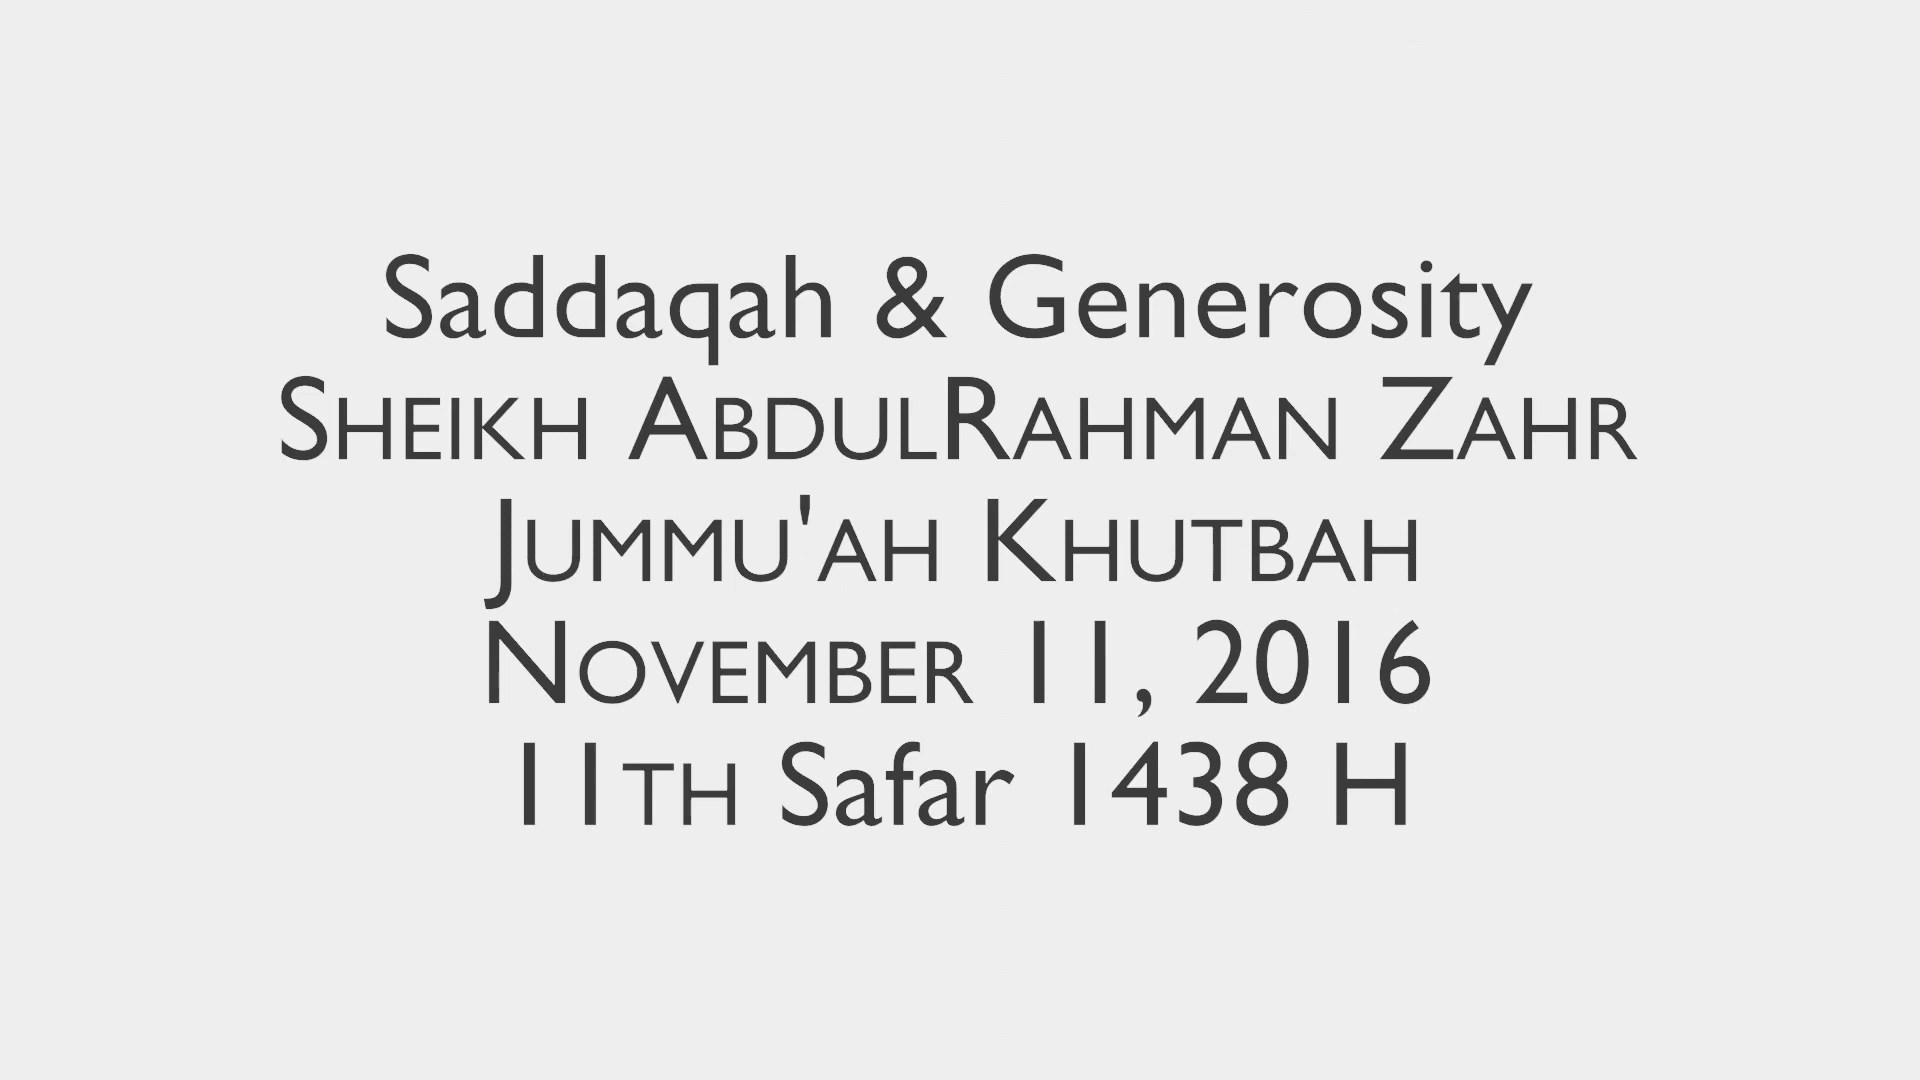 Saddaqah & Generosity
Sheikh AbdulRahman Zahr
Jummu'ah Khutbah
November 11, 2016
11th Safar 1438 H